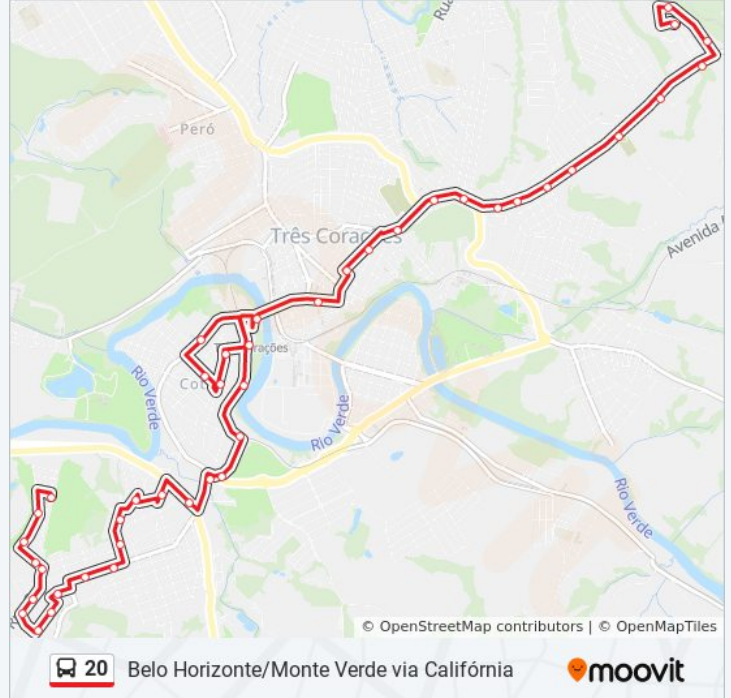 Rua
Peró
Três Corações
Avenida
Rio Verde
Rio Verde
Rio Verde
© OpenStreetMap contributors | © OpenMapTiles
20 Belo Horizonte/Monte Verde via Califórnia moovit